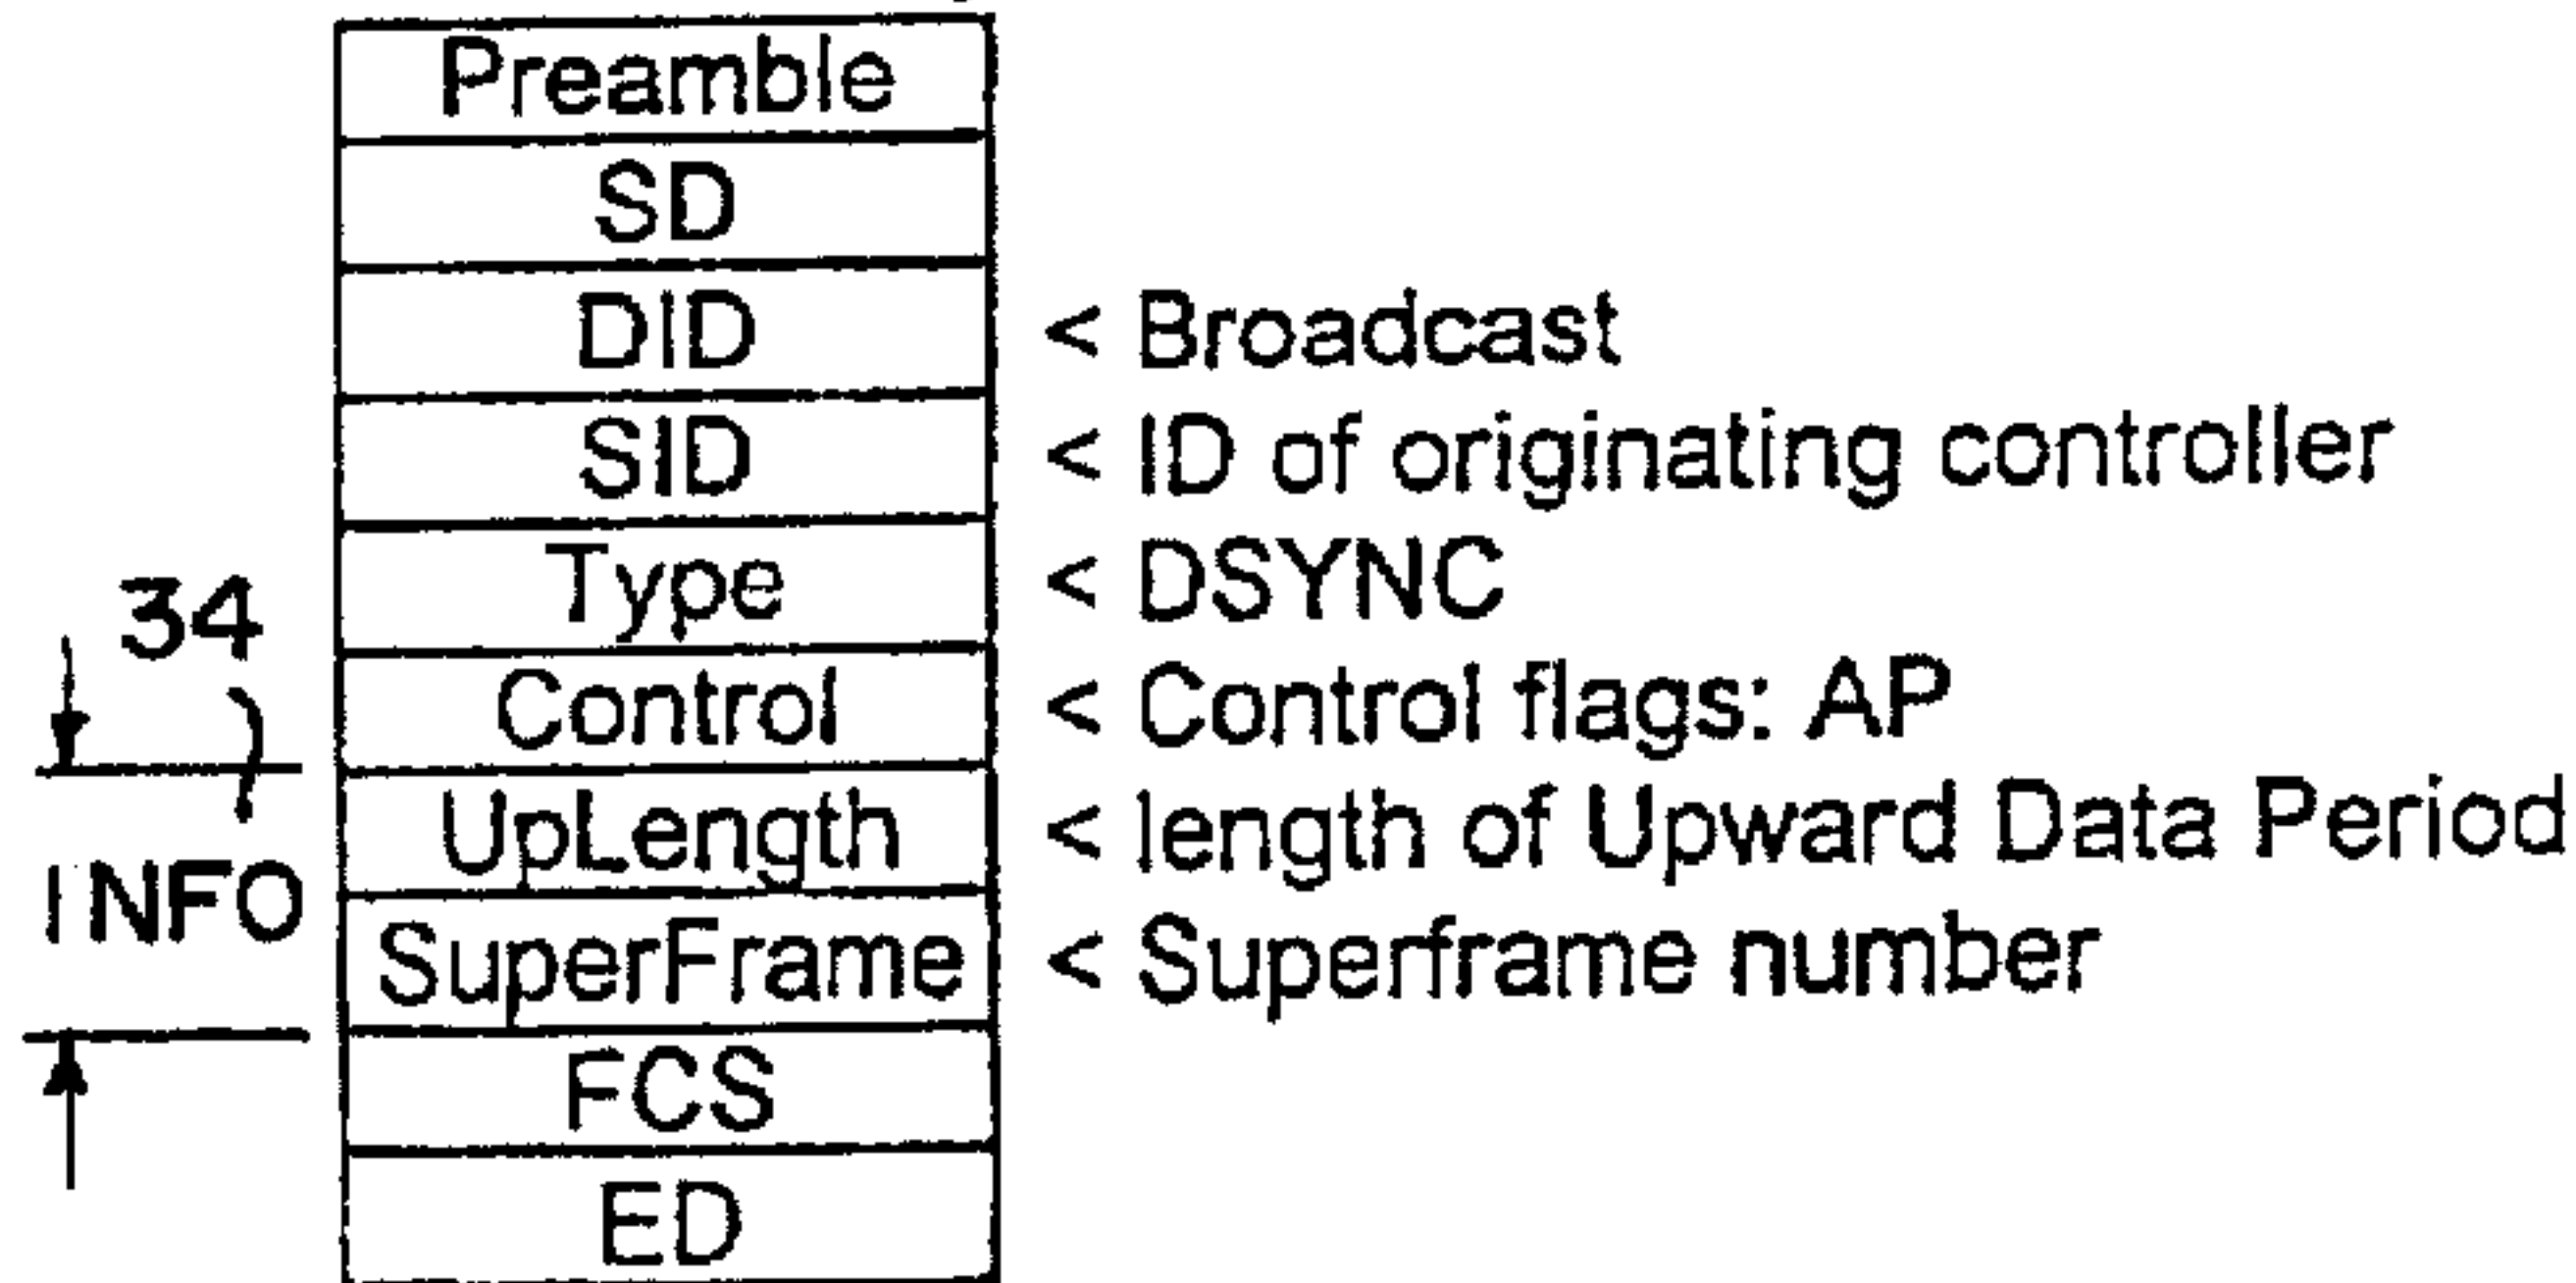 Preamble
SD
DID < Broadcast
SID < ID of originating controller
Type < DSYNC
34
Control < Control flags: AP
UpLength < length of Upward Data Period
INFO
SuperFrame < Superframe number
FCS
ED